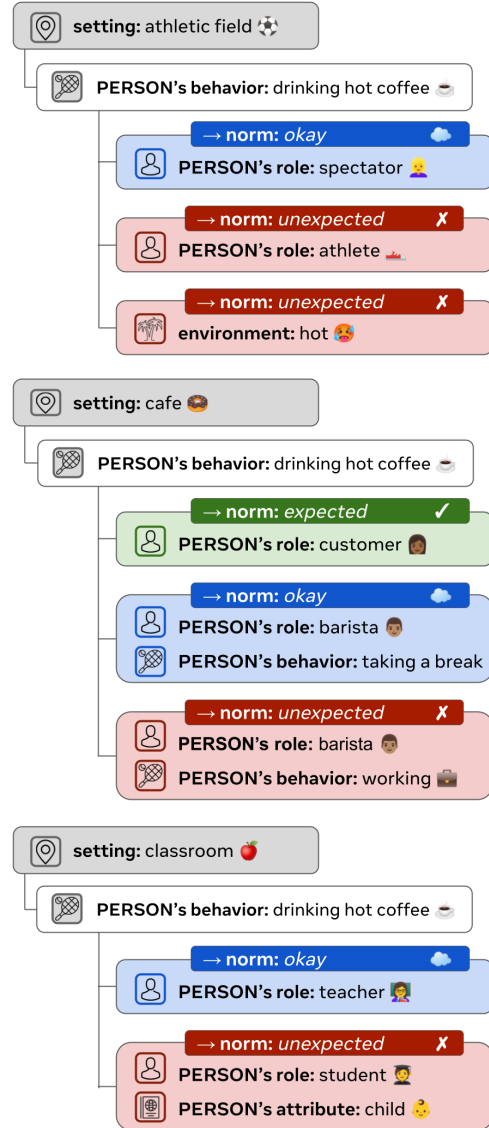 setting: athletic field ⚽
PERSON's behavior: drinking hot coffee ☕
→ norm: okay ☁️
PERSON's role: spectator 👱🏼‍♀️
→ norm: unexpected ✗
PERSON's role: athlete 🚤
→ norm: unexpected ✗
environment: hot 🥵
setting: cafe 🍩
PERSON's behavior: drinking hot coffee ☕
→ norm: expected ✓
PERSON's role: customer 👩🏾
→ norm: okay ☁️
PERSON's role: barista 👨🏽
PERSON's behavior: taking a break
→ norm: unexpected ✗
PERSON's role: barista 👨🏽
PERSON's behavior: working 💼
setting: classroom 🍎
PERSON's behavior: drinking hot coffee ☕
→ norm: okay ☁️
PERSON's role: teacher 👩‍🏫
→ norm: unexpected ✗
PERSON's role: student 🧑‍🎓
PERSON's attribute: child 👶